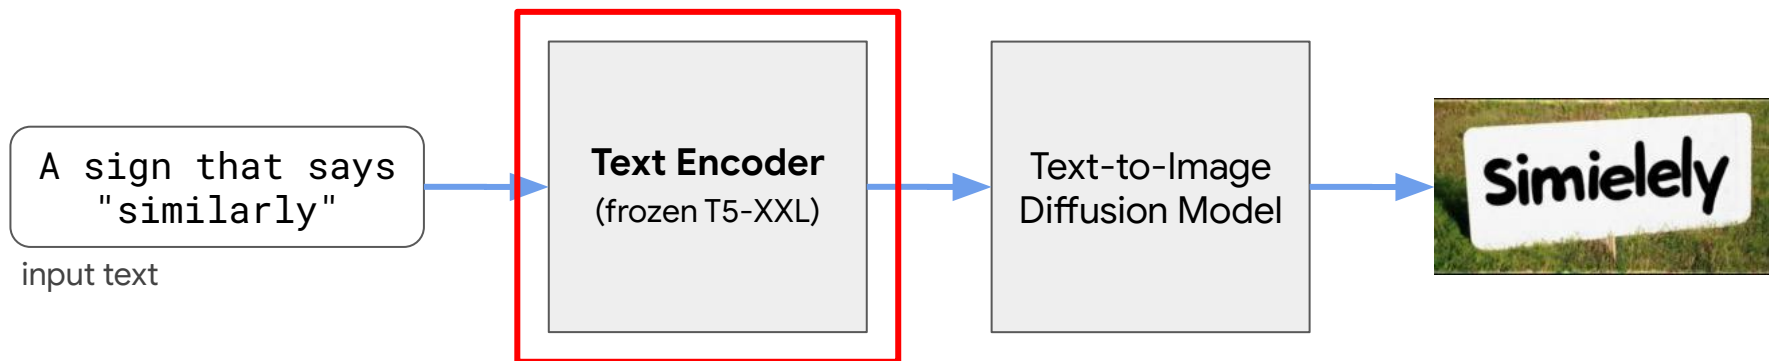 A sign that says
"similarly"
input text
Text Encoder
(frozen T5-XXL)
Text-to-Image
Diffusion Model
Simielely